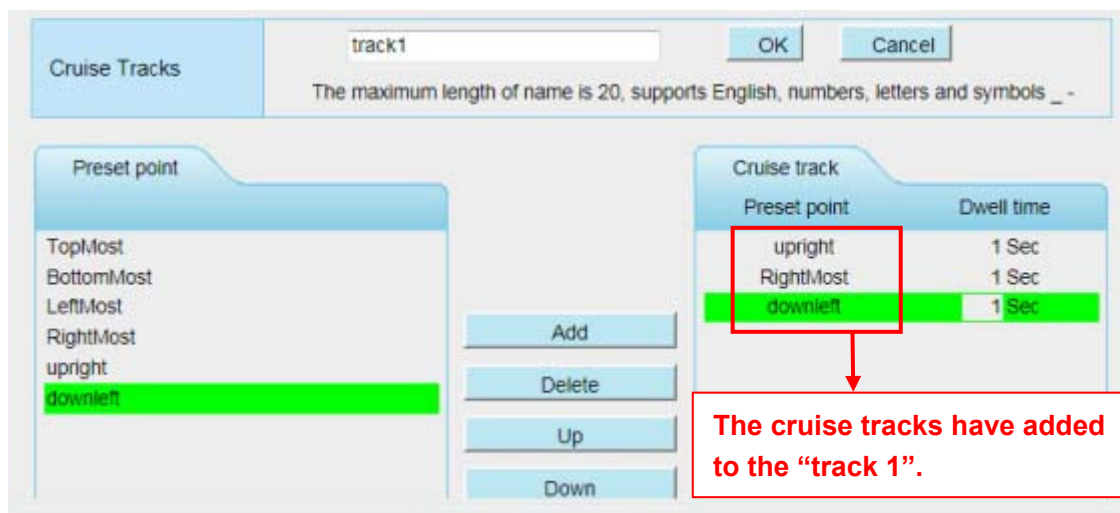 track1
OK
Cancel
Cruise Tracks
The maximum length of name is 20, supports English, numbers, letters and symbols _ -
Preset point
TopMost
BottomMost
LeftMost
RightMost
upright
downleft
Add
Delete
Up
Down
Cruise track
Preset point Dwell time
upright 1 Sec
RightMost 1 Sec
downleft 1 Sec
The cruise tracks have added
to the “track 1”.